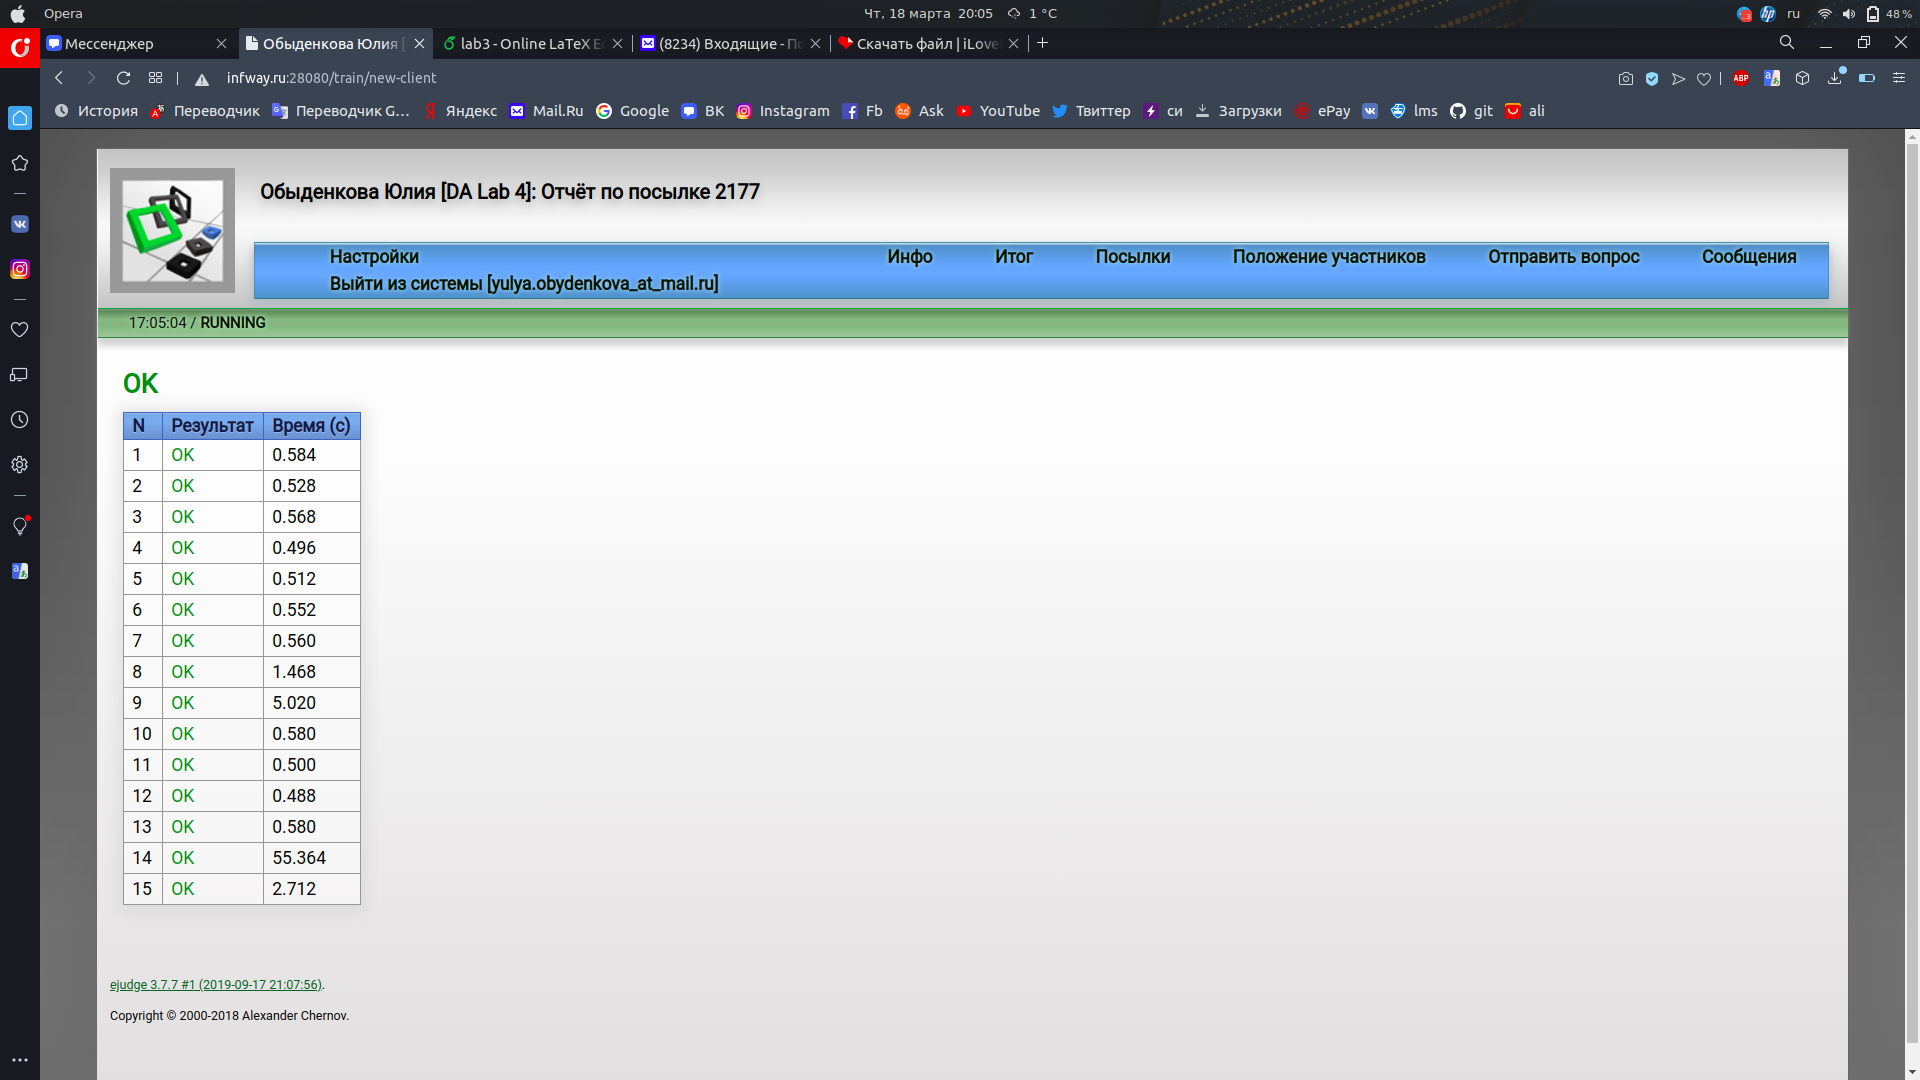 Opera
Чт, 18 марта 20:05 1 °C
ru 48 %
Мессенджер
Обыденкова Юлия [
lab3 - Online LaTeX E
(8234) Входящие - По
Скачать файл | iLove
infway.ru:28080/train/new-client
ABP
История Переводчик Переводчик G… Яндекс Mail.Ru Google ВК Instagram Fb Ask YouTube Твиттер си Загрузки ePay lms git ali
Обыденкова Юлия [DA Lab 4]: Отчёт по посылке 2177
Настройки Инфо Итог Посылки Положение участников Отправить вопрос Сообщения
Выйти из системы [yulya.obydenkova_at_mail.ru]
17:05:04 / RUNNING
OK
N Результат Время (с)
1 OK 0.584
2 OK 0.528
3 OK 0.568
4 OK 0.496
5 OK 0.512
6 OK 0.552
7 OK 0.560
8 OK 1.468
9 OK 5.020
10 OK 0.580
11 OK 0.500
12 OK 0.488
13 OK 0.580
14 OK 55.364
15 OK 2.712
ejudge 3.7.7 #1 (2019-09-17 21:07:56).
Copyright © 2000-2018 Alexander Chernov.